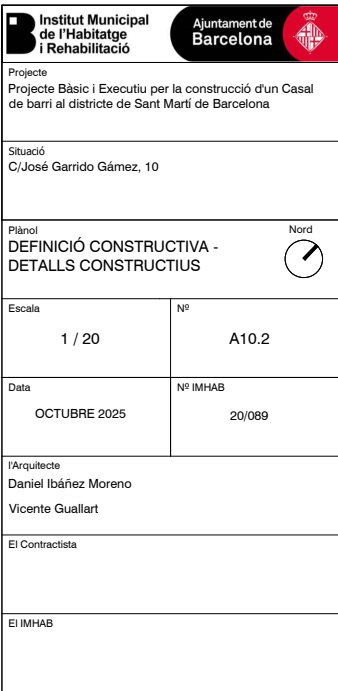 Institut Municipal
de l'Habitatge
i Rehabilitació
Ajuntament de
Barcelona
Projecte
Projecte Bàsic i Executiu per la construcció d'un Casal
de barri al districte de Sant Martí de Barcelona
Situació
C/José Garrido Gámez, 10
Plànol
Nord
DEFINICIÓ CONSTRUCTIVA -
DETALLS CONSTRUCTIUS
Escala
Nº
1 / 20
A10.2
Data
Nº IMHAB
OCTUBRE 2025
20/089
l'Arquitecte
Daniel Ibáñez Moreno
Vicente Guallart
El Contractista
El IMHAB